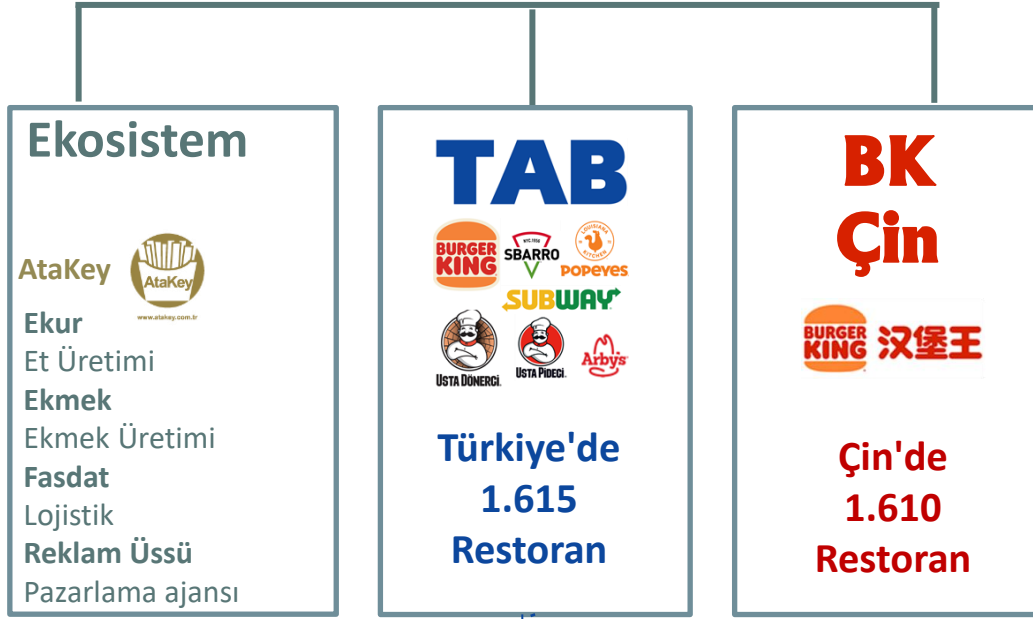 Ekosistem
AtaKey
AtaKey
www.atakey.com.tr
Ekur
Et Üretimi
Ekmek
Ekmek Üretimi
Fasdat
Lojistik
Reklam Üssü
Pazarlama ajansı
TAB
BURGER
KING
NYC 1956
SBARRO
LOUISIANA
KITCHEN
POPEYES
SUBWAY
USTA DÖNERCİ.
USTA PİDECİ.
Arby's
Türkiye'de
1.615
Restoran
BK
Çin
BURGER
KING
汉堡王
Çin'de
1.610
Restoran